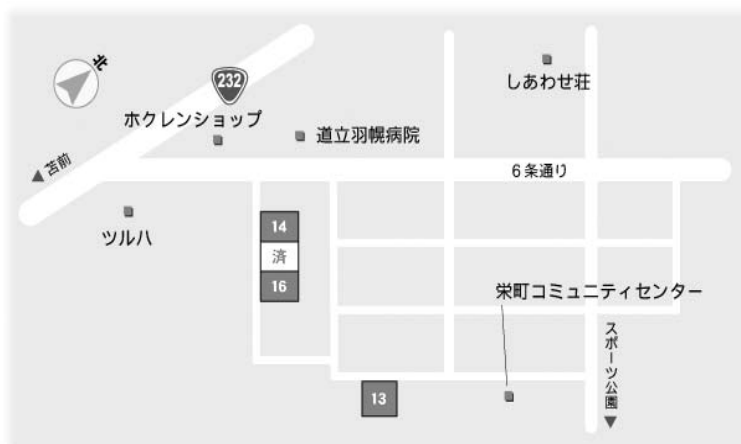 北
232
しあわせ荘
ホクレンショップ
道立羽幌病院
▲苫前
6条通り
ツルハ
14
済
16
栄町コミュニティセンター
スポーツ公園▼
13